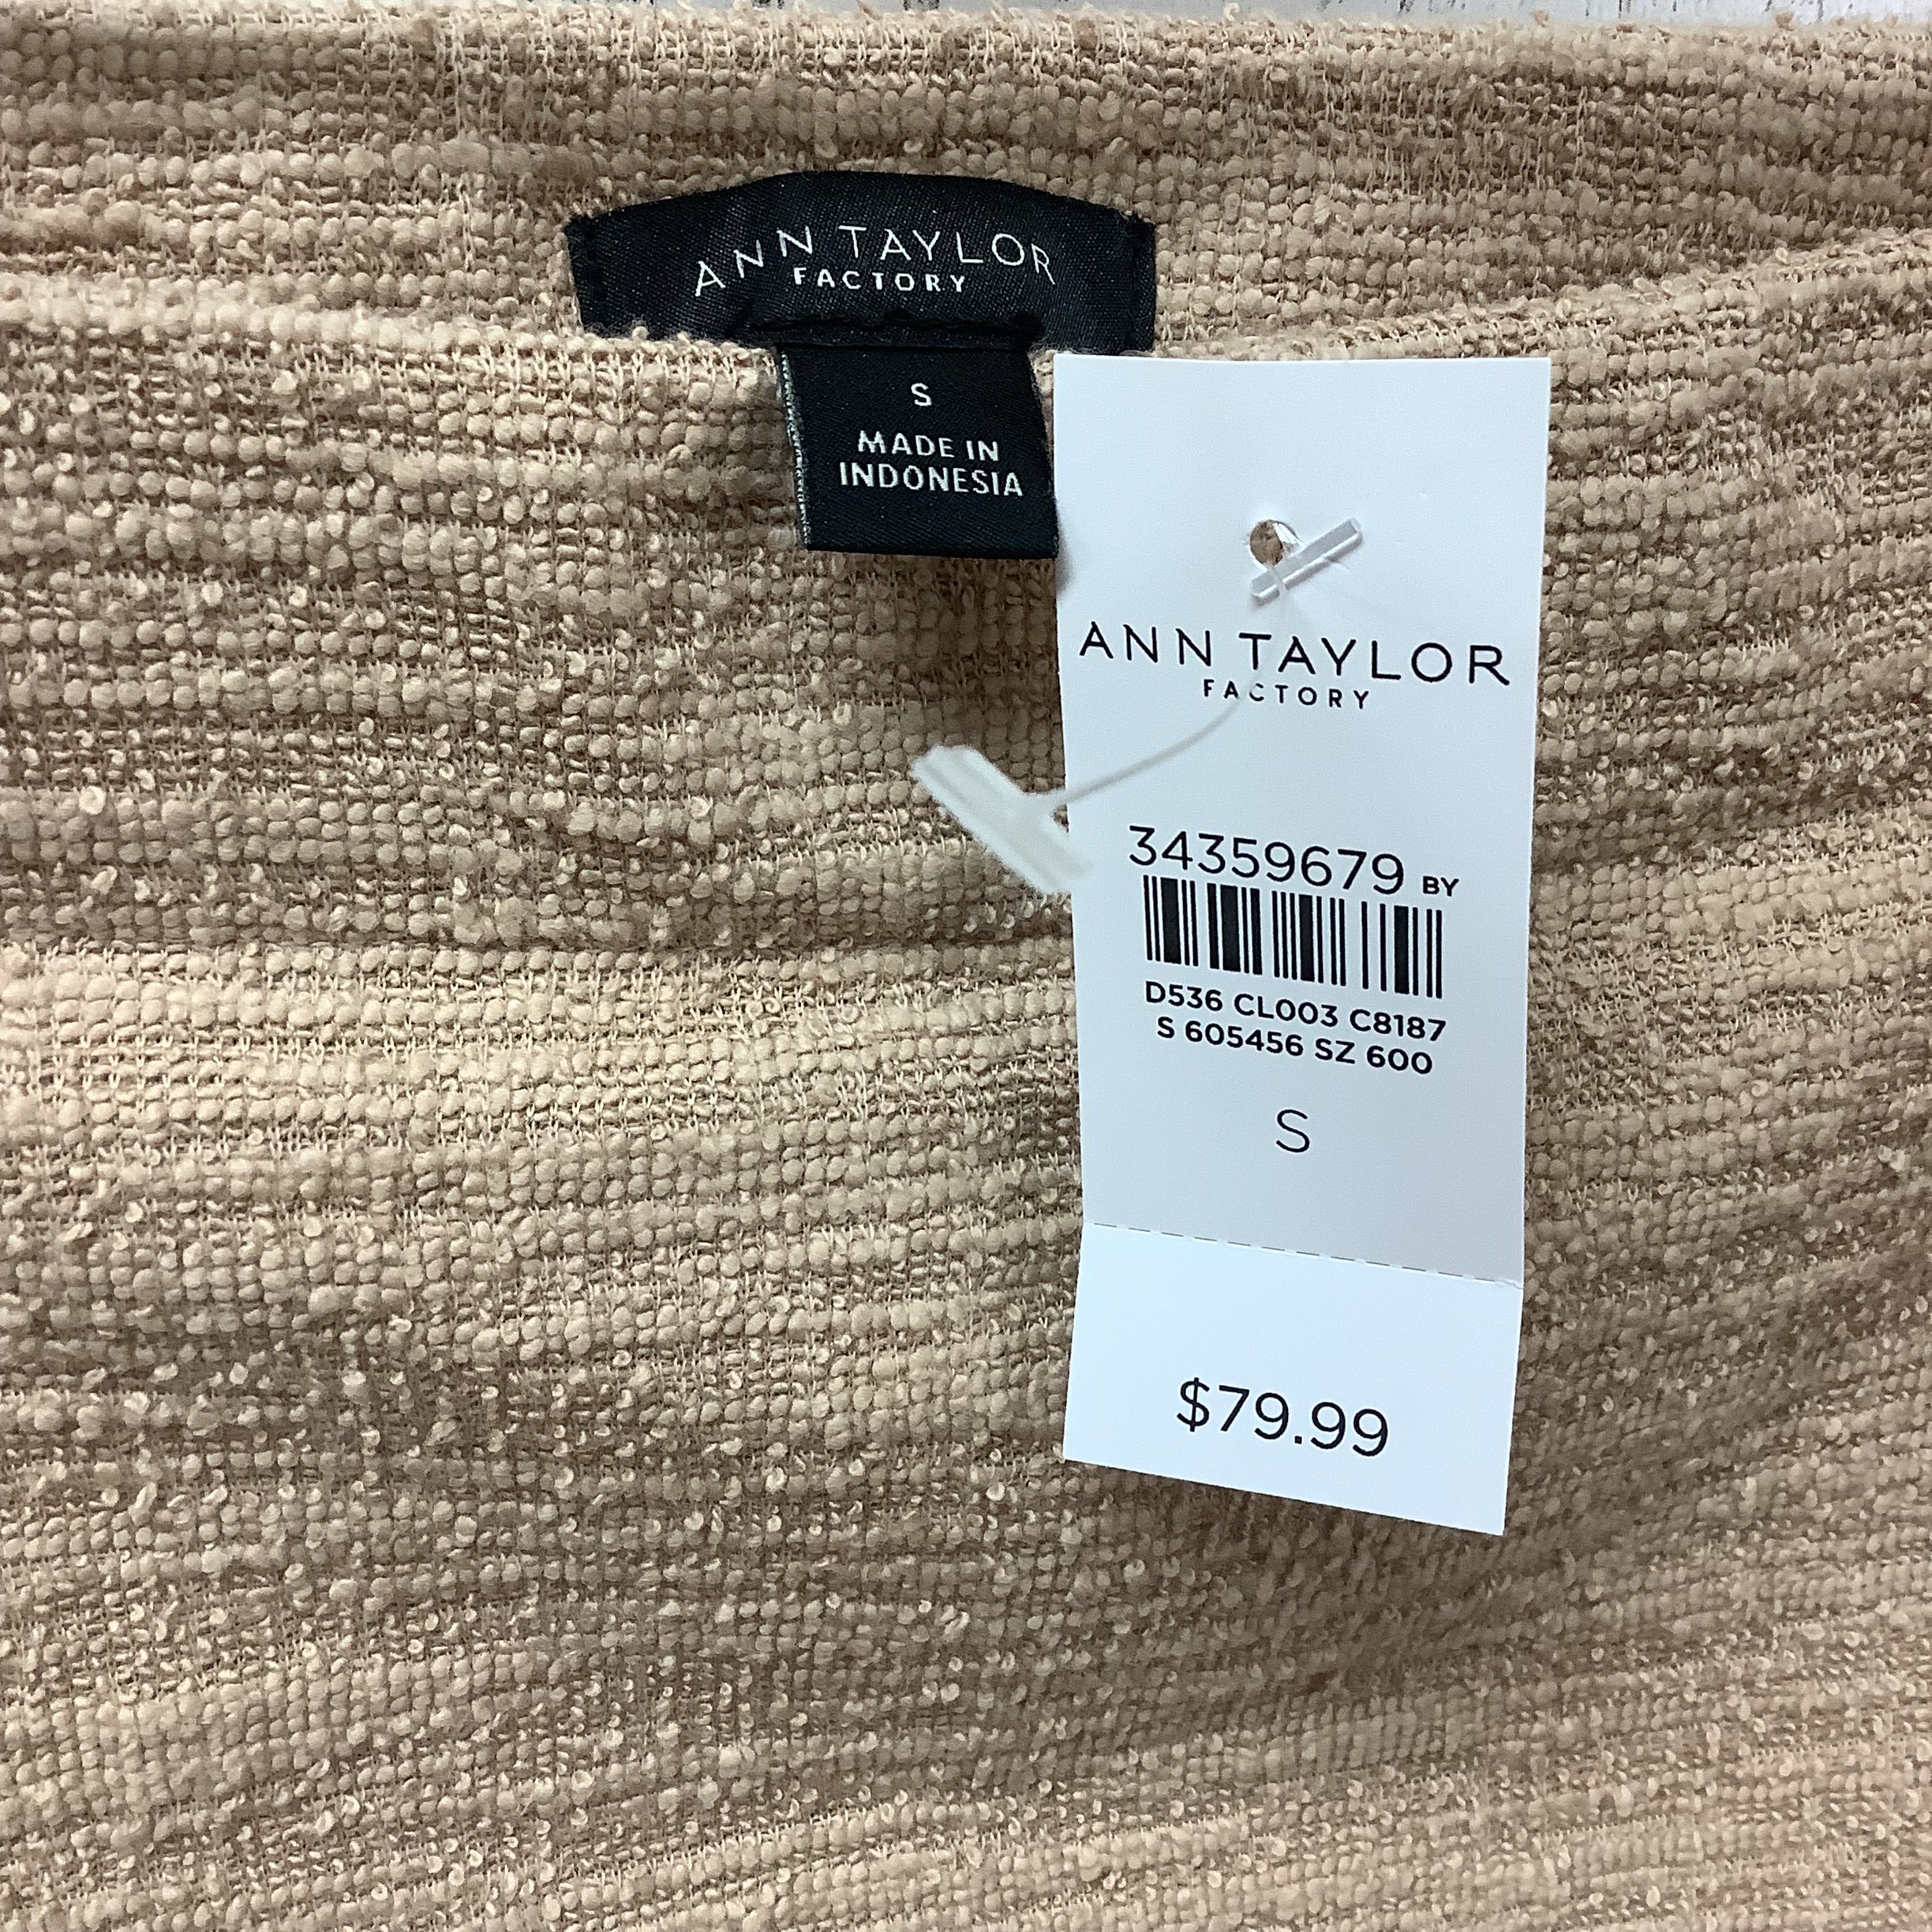 ANN TAYLOR
FACTORY
S
MADE IN
INDONESIA
ANN TAYLOR
FACTORY
34359679 BY
D536 CL003 C8187
S 605456 SZ 600
S
$79.99